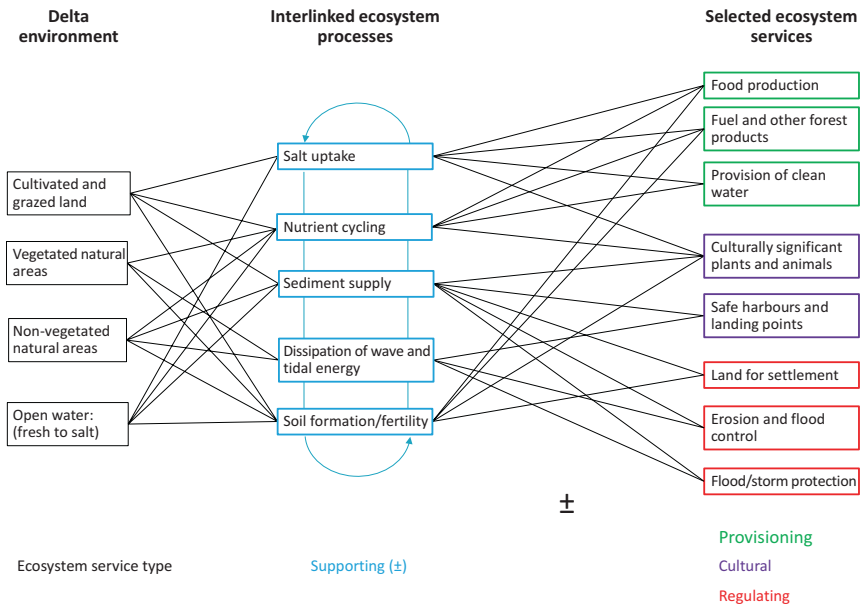 Delta
environment
Interlinked ecosystem
processes
Selected ecosystem
services
Cultivated and
grazed land
Vegetated natural
areas
Non-vegetated
natural areas
Open water:
(fresh to salt)
Salt uptake
Nutrient cycling
Sediment supply
Dissipation of wave and
tidal energy
Soil formation/fertility
Food production
Fuel and other forest
products
Provision of clean
water
Culturally significant
plants and animals
Safe harbours and
landing points
Land for settlement
Erosion and flood
control
Flood/storm protection
±
Ecosystem service type
Supporting (±)
Provisioning
Cultural
Regulating